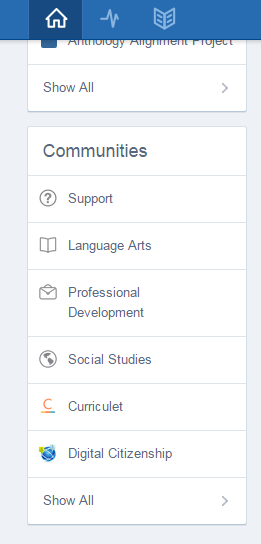 Anthology Alignment Project
Show All
Communities
Support
Language Arts
Professional
Development
Social Studies
Curriculet
Digital Citizenship
Show All